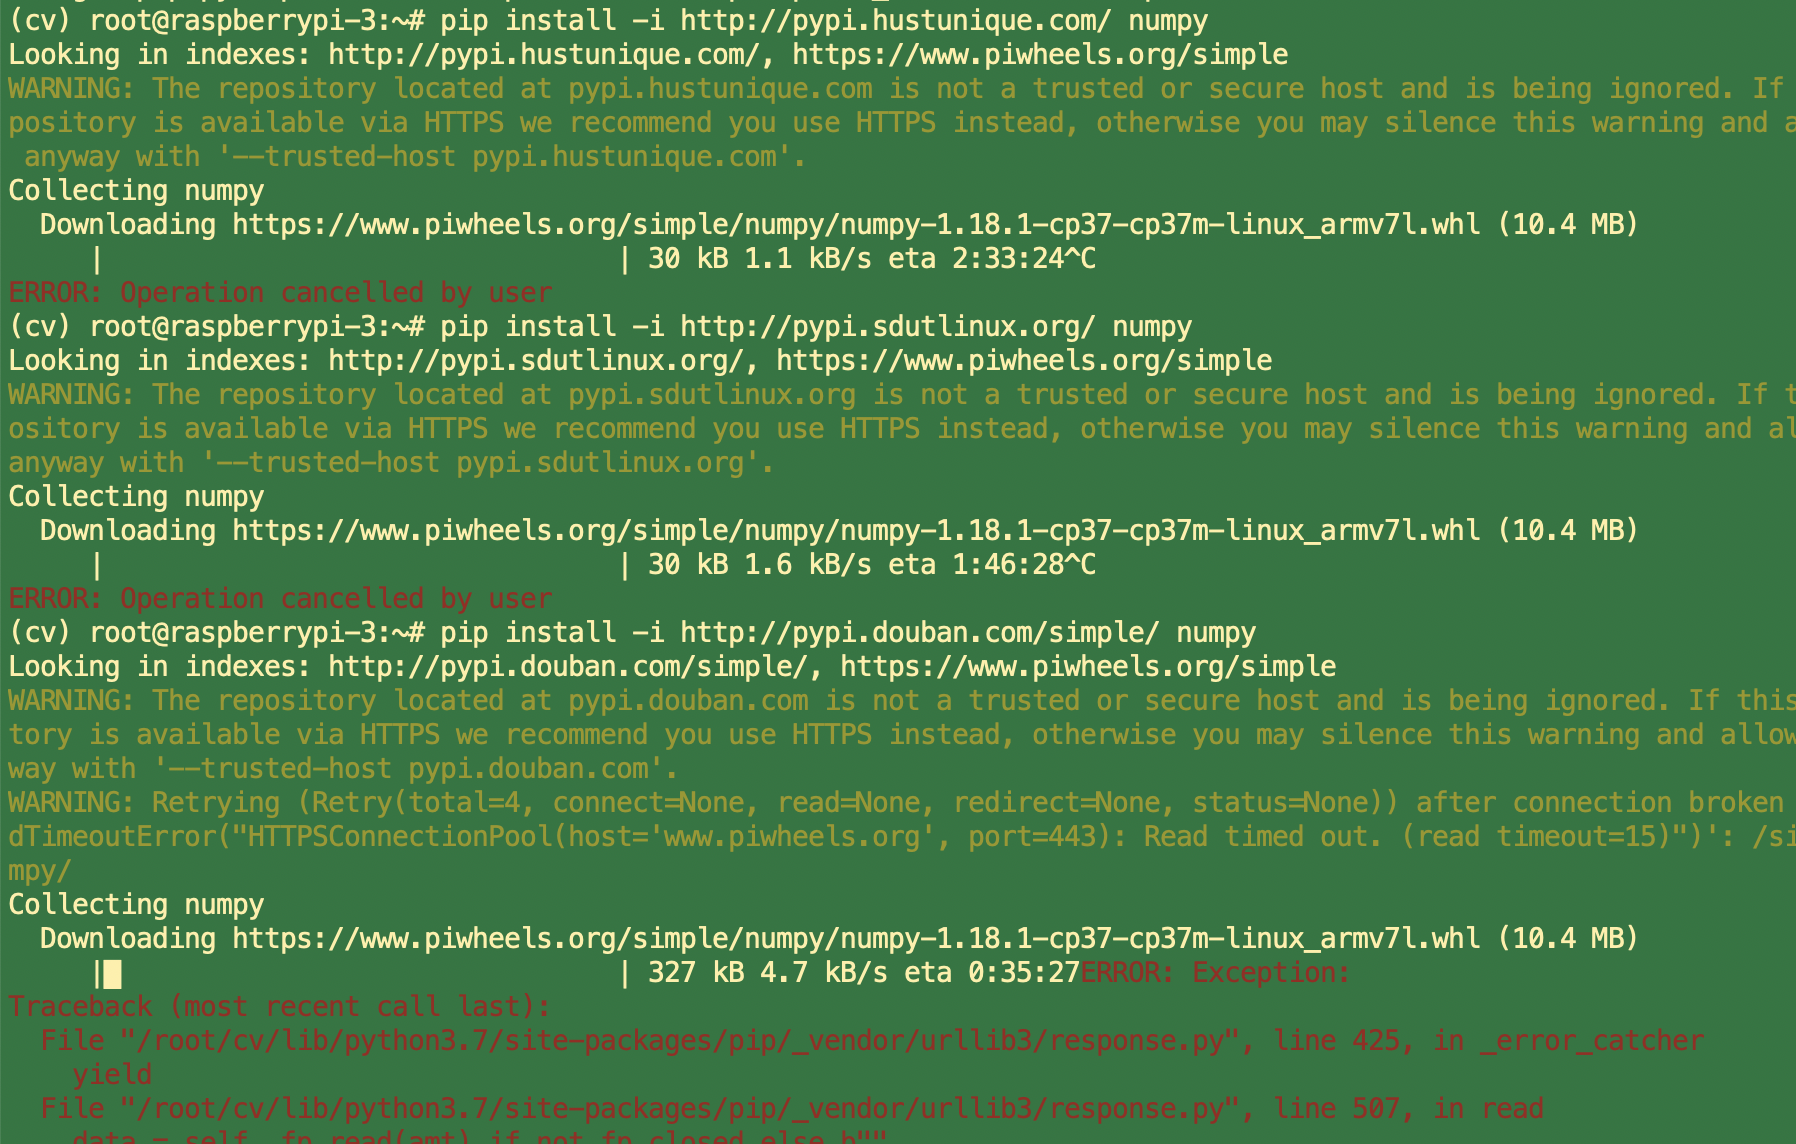 (cv) root@raspberrypi-3:~# pip install -i http://pypi.hustunique.com/ numpy
Looking in indexes: http://pypi.hustunique.com/, https://www.piwheels.org/simple
WARNING: The repository located at pypi.hustunique.com is not a trusted or secure host and is being ignored. If
pository is available via HTTPS we recommend you use HTTPS instead, otherwise you may silence this warning and a
anyway with '--trusted-host pypi.hustunique.com'.
Collecting numpy
Downloading https://www.piwheels.org/simple/numpy/numpy-1.18.1-cp37-cp37m-linux_armv7l.whl (10.4 MB)
| | 30 kB 1.1 kB/s eta 2:33:24^C
ERROR: Operation cancelled by user
(cv) root@raspberrypi-3:~# pip install -i http://pypi.sdutlinux.org/ numpy
Looking in indexes: http://pypi.sdutlinux.org/, https://www.piwheels.org/simple
WARNING: The repository located at pypi.sdutlinux.org is not a trusted or secure host and is being ignored. If t
ository is available via HTTPS we recommend you use HTTPS instead, otherwise you may silence this warning and al
anyway with '--trusted-host pypi.sdutlinux.org'.
Collecting numpy
Downloading https://www.piwheels.org/simple/numpy/numpy-1.18.1-cp37-cp37m-linux_armv7l.whl (10.4 MB)
| | 30 kB 1.6 kB/s eta 1:46:28^C
ERROR: Operation cancelled by user
(cv) root@raspberrypi-3:~# pip install -i http://pypi.douban.com/simple/ numpy
Looking in indexes: http://pypi.douban.com/simple/, https://www.piwheels.org/simple
WARNING: The repository located at pypi.douban.com is not a trusted or secure host and is being ignored. If this
tory is available via HTTPS we recommend you use HTTPS instead, otherwise you may silence this warning and allow
way with '--trusted-host pypi.douban.com'.
WARNING: Retrying (Retry(total=4, connect=None, read=None, redirect=None, status=None)) after connection broken
dTimeoutError("HTTPSConnectionPool(host='www.piwheels.org', port=443): Read timed out. (read timeout=15)")': /si
mpy/
Collecting numpy
Downloading https://www.piwheels.org/simple/numpy/numpy-1.18.1-cp37-cp37m-linux_armv7l.whl (10.4 MB)
|█ | 327 kB 4.7 kB/s eta 0:35:27ERROR: Exception:
Traceback (most recent call last):
File "/root/cv/lib/python3.7/site-packages/pip/_vendor/urllib3/response.py", line 425, in _error_catcher
yield
File "/root/cv/lib/python3.7/site-packages/pip/_vendor/urllib3/response.py", line 507, in read
data = self._fp.read(amt) if not fp_closed else b""